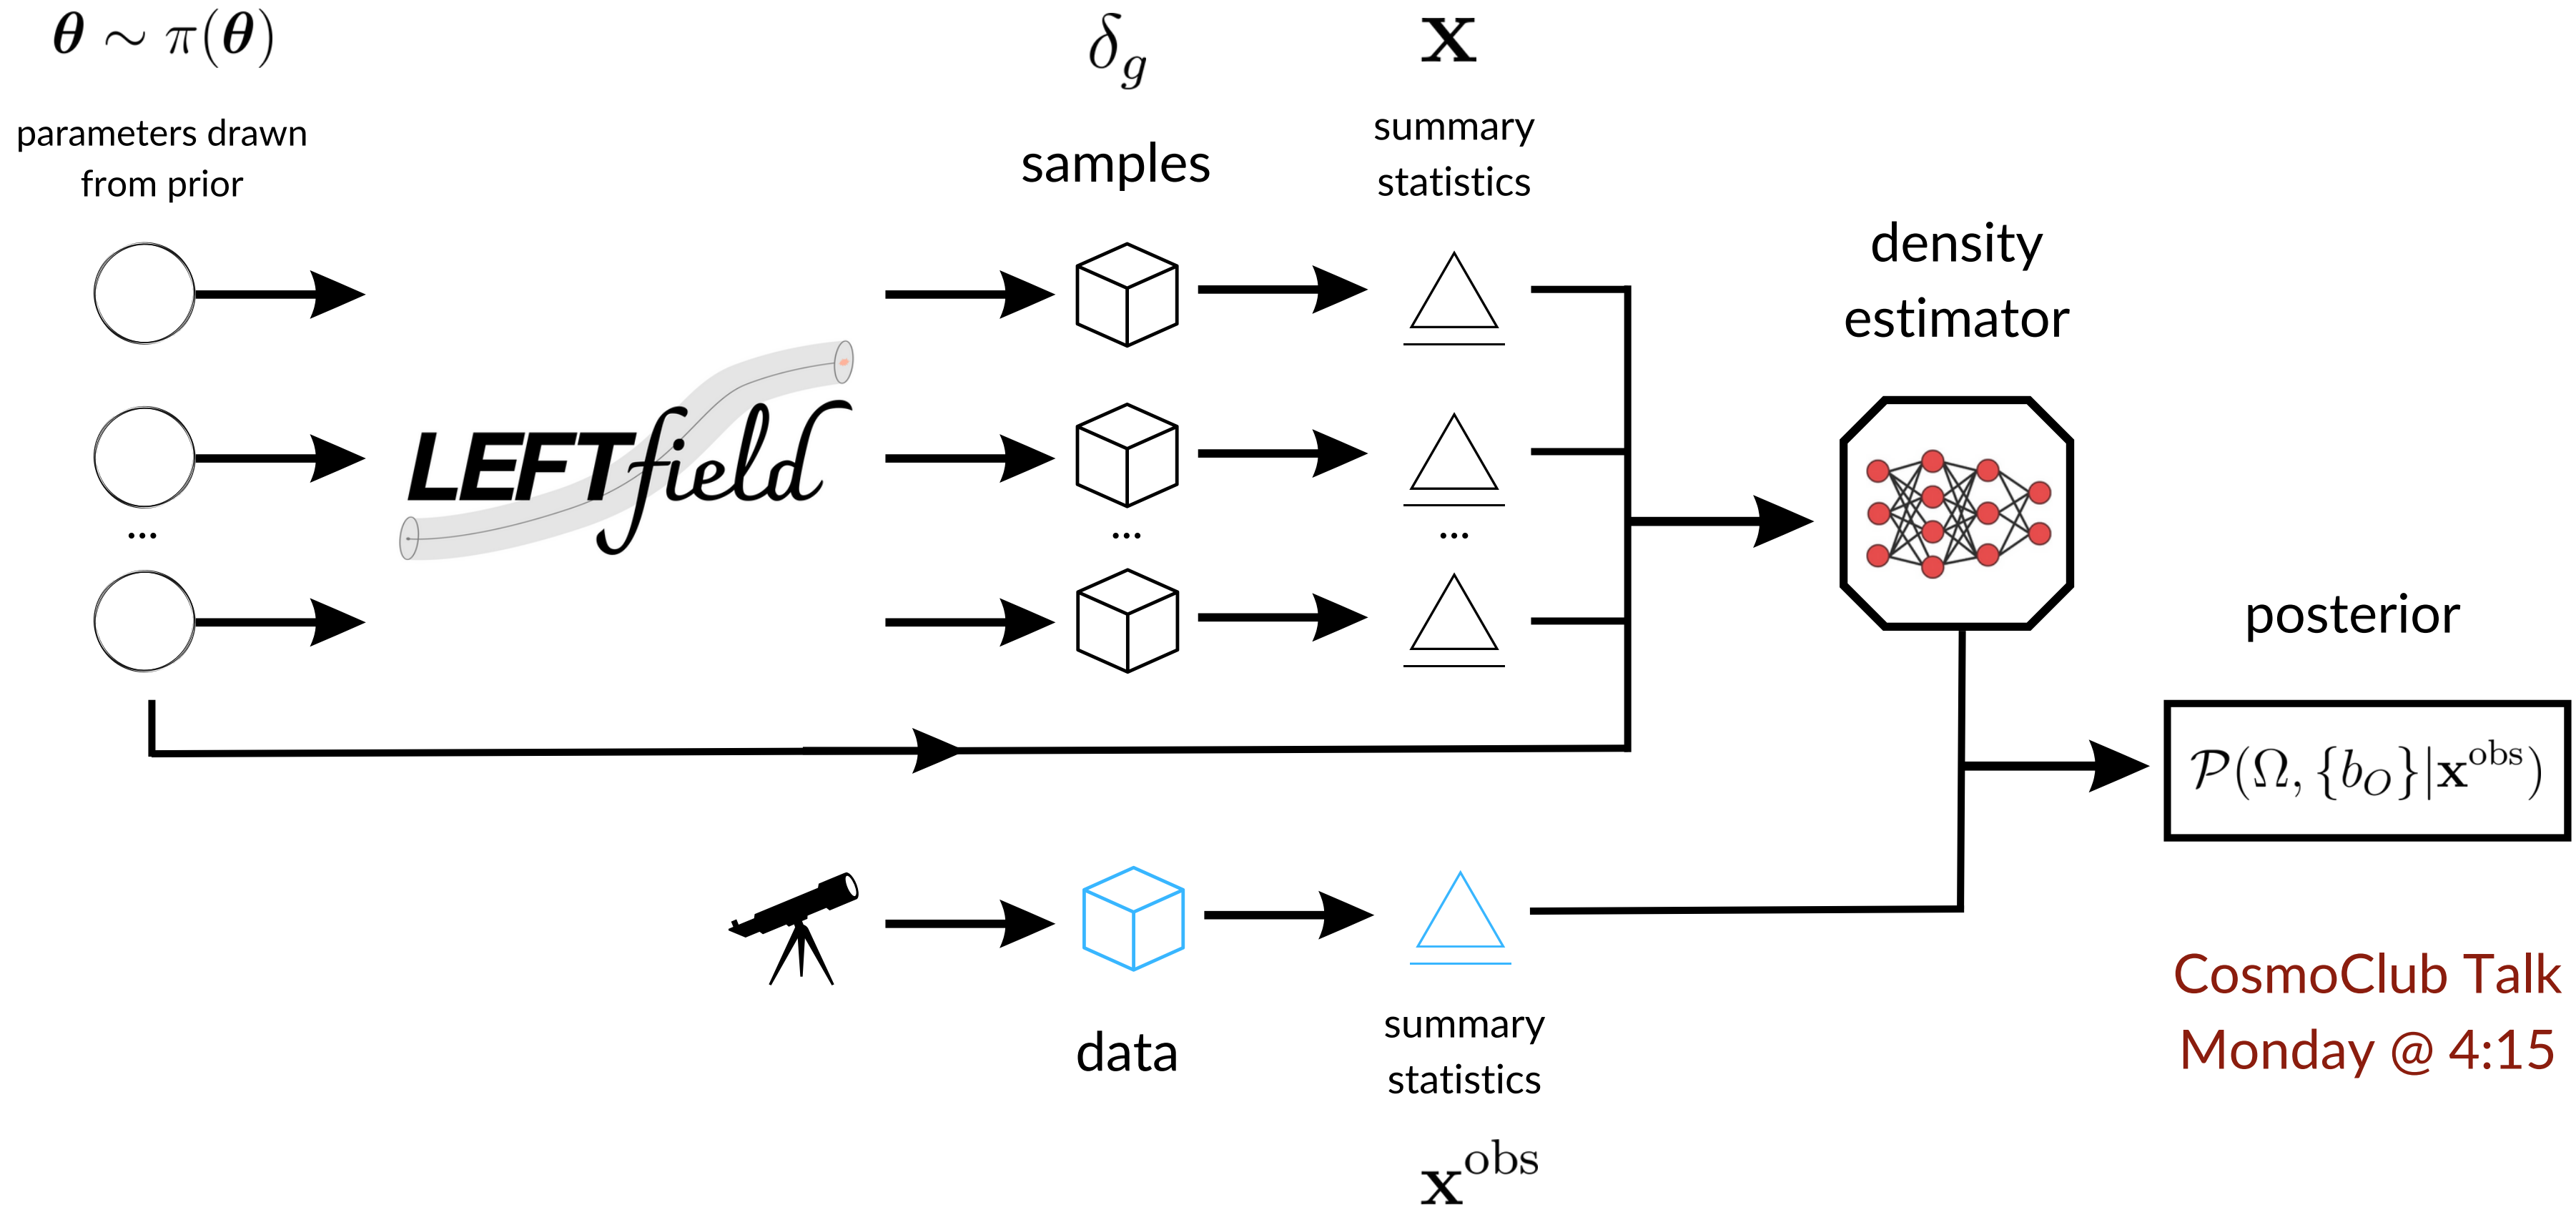 θ ∼ π(θ)
parameters drawn
from prior
δ_g
samples
x
summary
statistics
density
estimator
LEFTfield
...
...
...
posterior
𝒫(Ω, {b_O}|x^obs)
data
summary
statistics
x^obs
CosmoClub Talk
Monday @ 4:15